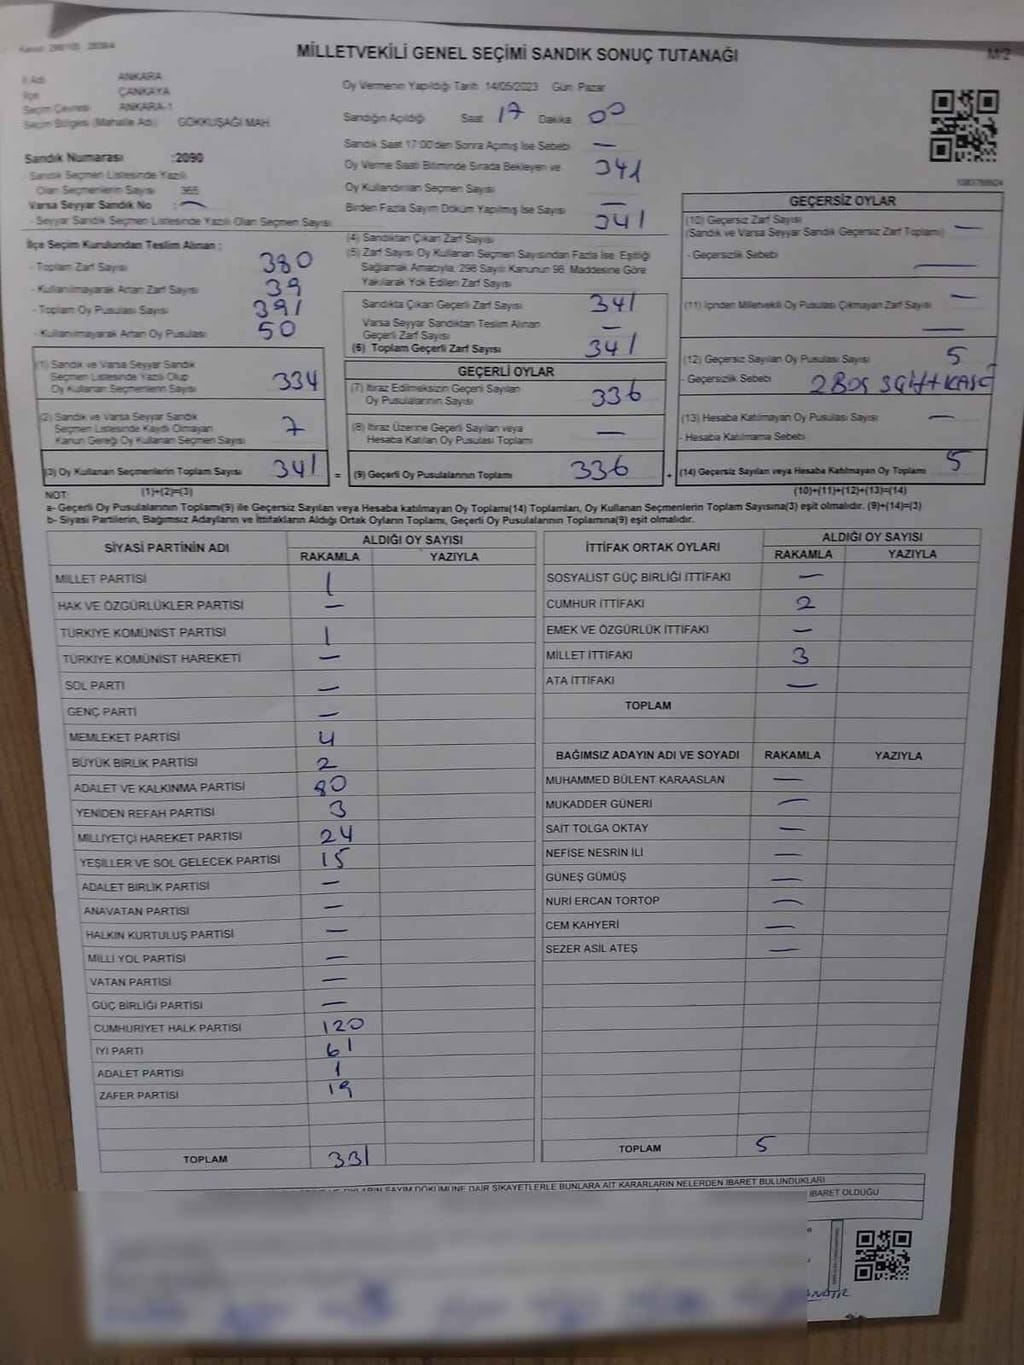 MİLLETVEKİLİ GENEL SEÇİMİ SANDIK SONUÇ TUTANAĞI
M-2
İl Adı ANKARA
İlçe ÇANKAYA
Seçim Çevresi ANKARA-1
Seçim Bölgesi (Mahalle Adı) GÖKKUŞAĞI MAH
Sandık Numarası :2090
Sandık Seçmen Listesinde Yazılı
Olan Seçmenlerin Sayısı 365
Varsa Seyyar Sandık No : —
- Seyyar Sandık Seçmen Listesinde Yazılı Olan Seçmen Sayısı
İlçe Seçim Kurulundan Teslim Alınan :
- Toplam Zarf Sayısı 380
- Kullanılmayarak Artan Zarf Sayısı 39
- Toplam Oy Pusulası Sayısı 391
- Kullanılmayarak Artan Oy Pusulası 50
(1) Sandık ve Varsa Seyyar Sandık
Seçmen Listesinde Yazılı Olup
Oy Kullanan Seçmenlerin Sayısı 334
(2) Sandık ve Varsa Seyyar Sandık
Seçmen Listesinde Kayıtlı Olmayan
Kanun Gereği Oy Kullanan Seçmen Sayısı 7
(3) Oy Kullanan Seçmenlerin Toplam Sayısı 341
Oy Vermenin Yapıldığı Tarih 14/05/2023 Gün Pazar
Sandığın Açıldığı Saat 17 Dakika 00
Sandık Saat 17:00'den Sonra Açımış İse Sebebi —
Oy Verme Saati Bitiminde Sırada Bekleyen ve 341
Oy Kullandırılan Seçmen Sayısı
Birden Fazla Sayım Döküm Yapılmış İse Sayısı —
(4) Sandıktan Çıkan Zarf Sayısı 341
(5) Zarf Sayısı Oy Kullanan Seçmen Sayısından Fazla İse, Eşitliği
Sağlamak Amacıyla, 298 Sayılı Kanunun 98. Maddesine Göre
Yakılarak Yok Edilen Zarf Sayısı
Sandıkta Çıkan Geçerli Zarf Sayısı 341
Varsa Seyyar Sandıktan Teslim Alınan
Geçerli Zarf Sayısı —
(6) Toplam Geçerli Zarf Sayısı 341
GEÇERLİ OYLAR
(7) İtiraz Edilmeksizin Geçerli Sayılan
Oy Pusulalarının Sayısı 336
(8) İtiraz Üzerine Geçerli Sayılan veya
Hesaba Katılan Oy Pusulası Toplamı —
= (9) Geçerli Oy Pusulalarının Toplamı 336
GEÇERSİZ OYLAR
(10) Geçersiz Zarf Sayısı —
(Sandık ve Varsa Seyyar Sandık Geçersiz Zarf Toplamı)
- Geçersizlik Sebebi —
(11) İçinden Milletvekili Oy Pusulası Çıkmayan Zarf Sayısı —
—
(12) Geçersiz Sayılan Oy Pusulası Sayısı 5
- Geçersizlik Sebebi 2 Boş 3 Çift KAŞE
(13) Hesaba Katılmayan Oy Pusulası Sayısı —
- Hesaba Katılmama Sebebi
+ (14) Geçersiz Sayılan veya Hesaba Katılmayan Oy Toplamı 5
NOT: (1)+(2)=(3) (10)+(11)+(12)+(13)=(14)
a- Geçerli Oy Pusulalarının Toplamı(9) ile Geçersiz Sayılan veya Hesaba katılmayan Oy Toplamı(14) Toplamları, Oy Kullanan Seçmenlerin Toplam Sayısına(3) eşit olmalıdır. (9)+(14)=(3)
b- Siyasi Partilerin, Bağımsız Adayların ve İttifakların Aldığı Ortak Oyların Toplamı, Geçerli Oy Pusulalarının Toplamına(9) eşit olmalıdır.
SİYASİ PARTİNİN ADI ALDIĞI OY SAYISI
RAKAMLA YAZIYLA
MİLLET PARTİSİ 1
HAK VE ÖZGÜRLÜKLER PARTİSİ —
TÜRKİYE KOMÜNİST PARTİSİ 1
TÜRKİYE KOMÜNİST HAREKETİ —
SOL PARTİ —
GENÇ PARTİ —
MEMLEKET PARTİSİ 4
BÜYÜK BİRLİK PARTİSİ 2
ADALET VE KALKINMA PARTİSİ 80
YENİDEN REFAH PARTİSİ 3
MİLLİYETÇİ HAREKET PARTİSİ 24
YEŞİLLER VE SOL GELECEK PARTİSİ 15
ADALET BİRLİK PARTİSİ —
ANAVATAN PARTİSİ —
HALKIN KURTULUŞ PARTİSİ —
MİLLİ YOL PARTİSİ —
VATAN PARTİSİ —
GÜÇ BİRLİĞİ PARTİSİ —
CUMHURİYET HALK PARTİSİ 120
İYİ PARTİ 61
ADALET PARTİSİ 1
ZAFER PARTİSİ 19
TOPLAM 331
İTTİFAK ORTAK OYLARI ALDIĞI OY SAYISI
RAKAMLA YAZIYLA
SOSYALİST GÜÇ BİRLİĞİ İTTİFAKI —
CUMHUR İTTİFAKI 2
EMEK VE ÖZGÜRLÜK İTTİFAKI —
MİLLET İTTİFAKI 3
ATA İTTİFAKI —
TOPLAM
BAĞIMSIZ ADAYIN ADI VE SOYADI RAKAMLA YAZIYLA
MUHAMMED BÜLENT KARAASLAN —
MUKADDER GÜNERİ —
SAİT TOLGA OKTAY —
NEFİSE NESRİN İLİ —
GÜNEŞ GÜMÜŞ —
NURİ ERCAN TORTOP —
CEM KAHYERİ —
SEZER ASİL ATEŞ —
TOPLAM 5
OYLARIN SAYIM DÖKÜMÜNE DAİR ŞİKAYETLERLE BUNLARA AİT KARARLARIN NELERDEN İBARET BULUNDUKLARI
İBARET OLDUĞU